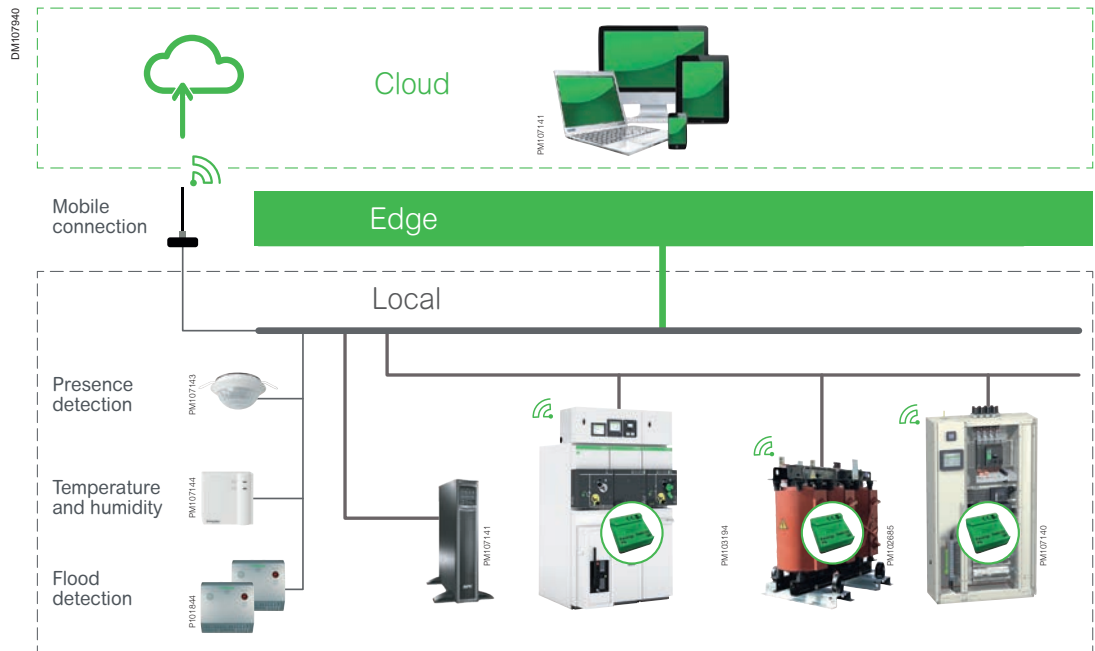 DM107940
Cloud
PM107141
Mobile
connection
Edge
Local
Presence
detection
PM107143
Temperature
and humidity
PM107144
Flood
detection
P101844
PM107141
PM103194
PM102685
PM107140